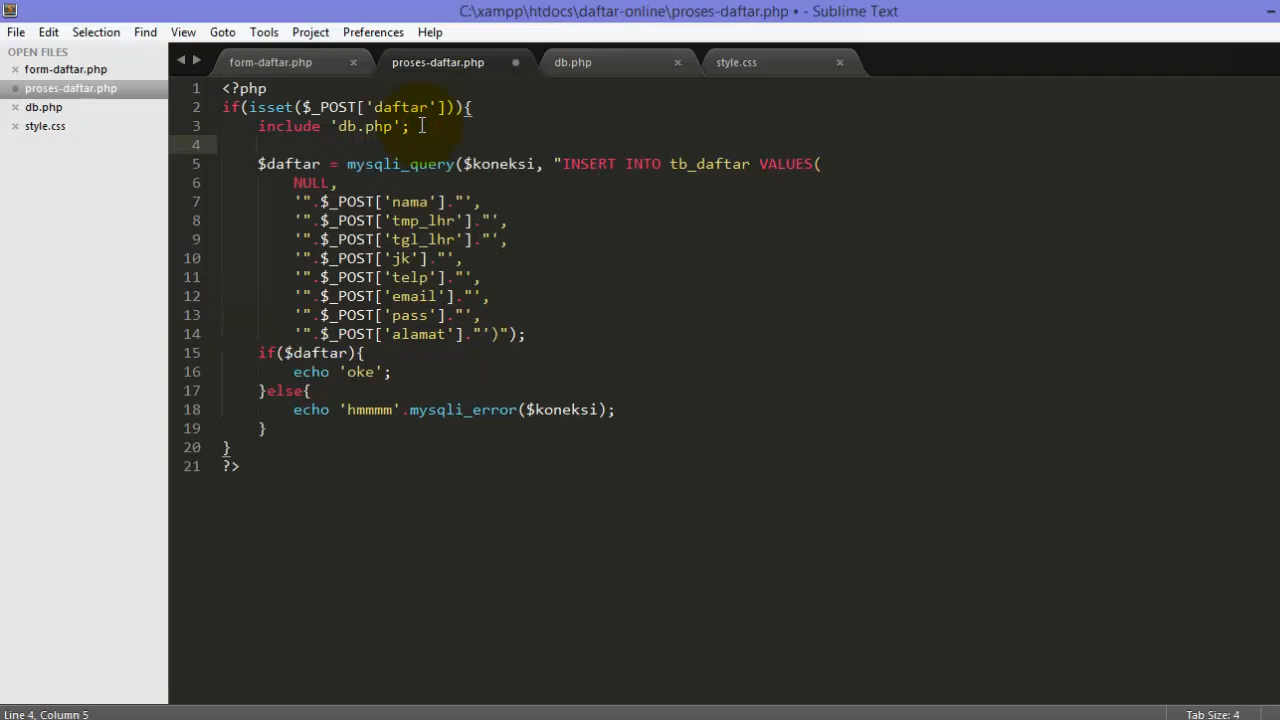 C:\xampp\htdocs\daftar-online\proses-daftar.php • - Sublime Text
File Edit Selection Find View Goto Tools Project Preferences Help
OPEN FILES
form-daftar.php
proses-daftar.php
db.php
style.css
form-daftar.php proses-daftar.php db.php style.css
1 <?php
2 if(isset($_POST['daftar'])){
3 include 'db.php';
4
5 $daftar = mysqli_query($koneksi, "INSERT INTO tb_daftar VALUES(
6 NULL,
7 '".$_POST['nama']."',
8 '".$_POST['tmp_lhr']."',
9 '".$_POST['tgl_lhr']."',
10 '".$_POST['jk']."',
11 '".$_POST['telp']."',
12 '".$_POST['email']."',
13 '".$_POST['pass']."',
14 '".$_POST['alamat']."')");
15 if($daftar){
16 echo 'oke';
17 }else{
18 echo 'hmmmm'.mysqli_error($koneksi);
19 }
20 }
21 ?>
Line 4, Column 5 Tab Size: 4